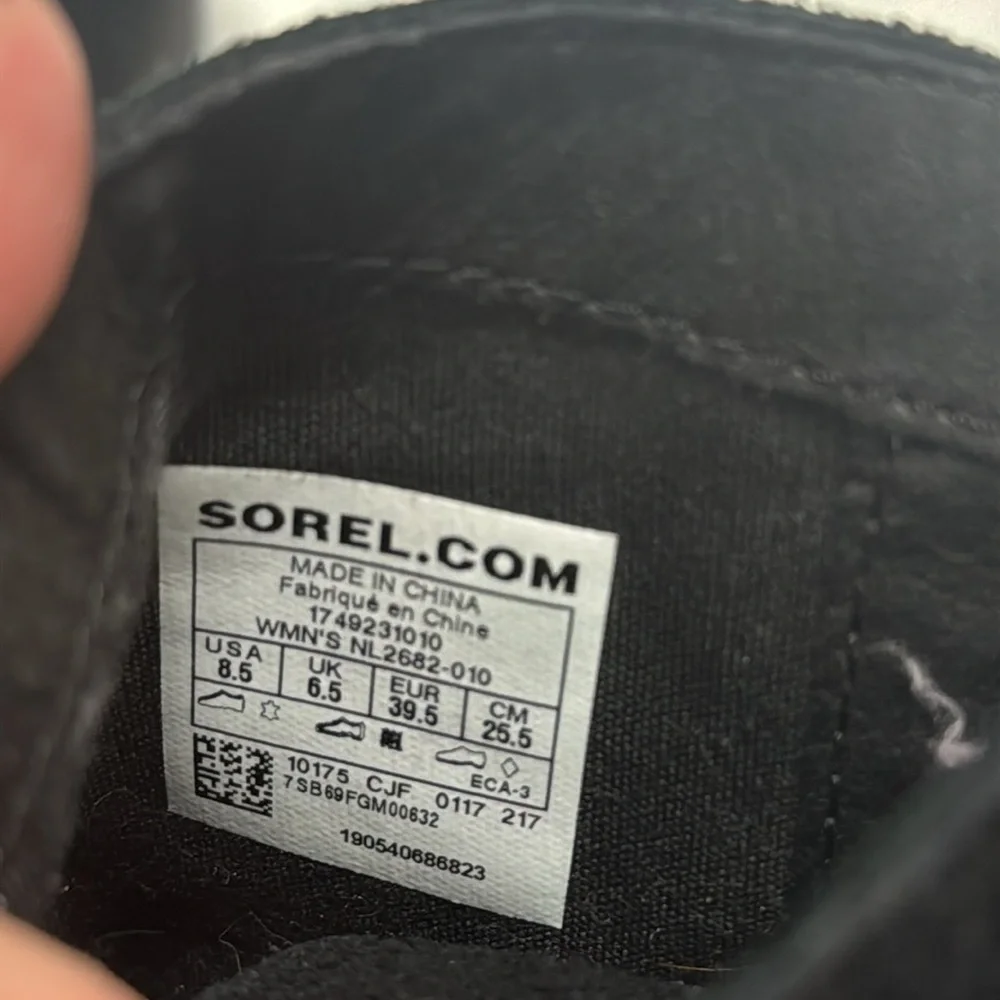 SOREL.COM
MADE IN CHINA
Fabriqué en Chine
1749231010
WMN'S NL2682-010
USA UK EUR CM
8.5 6.5 39.5 25.5
ECA-3
10175 CJF 0117 217
7SB69FGM00632
190540686823